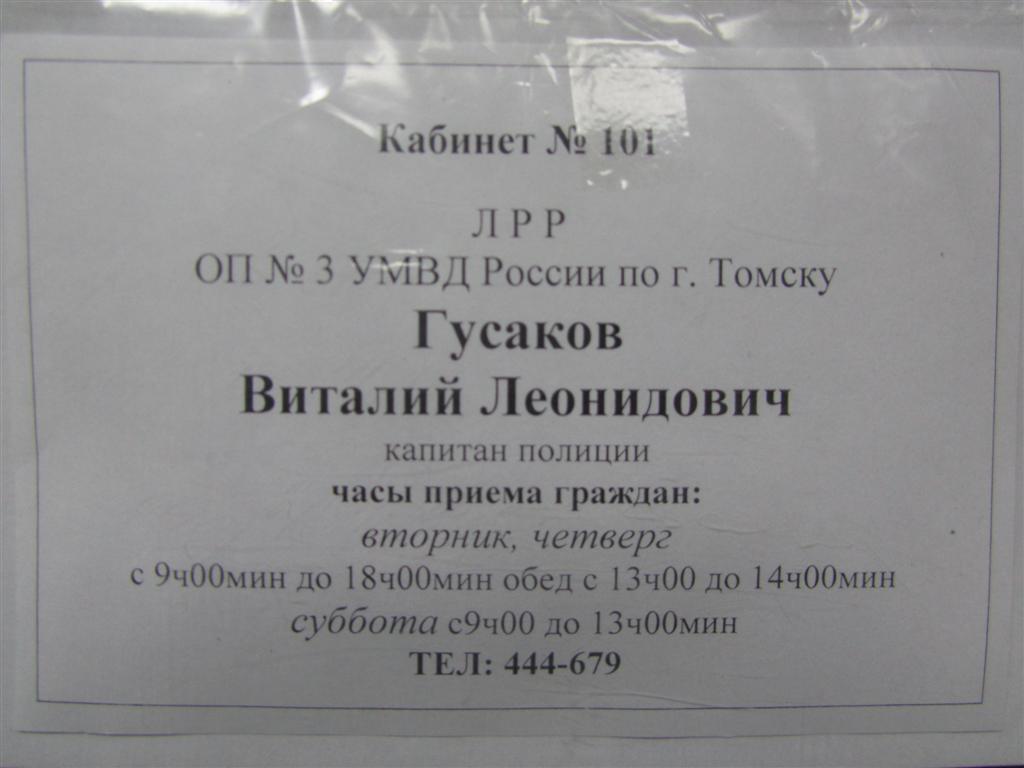 Кабинет № 101
Л Р Р
ОП № 3 УМВД России по г. Томску
Гусаков
Виталий Леонидович
капитан полиции
часы приема граждан:
вторник, четверг
с 9ч00мин до 18ч00мин обед с 13ч00 до 14ч00мин
суббота с9ч00 до 13ч00мин
ТЕЛ: 444-679